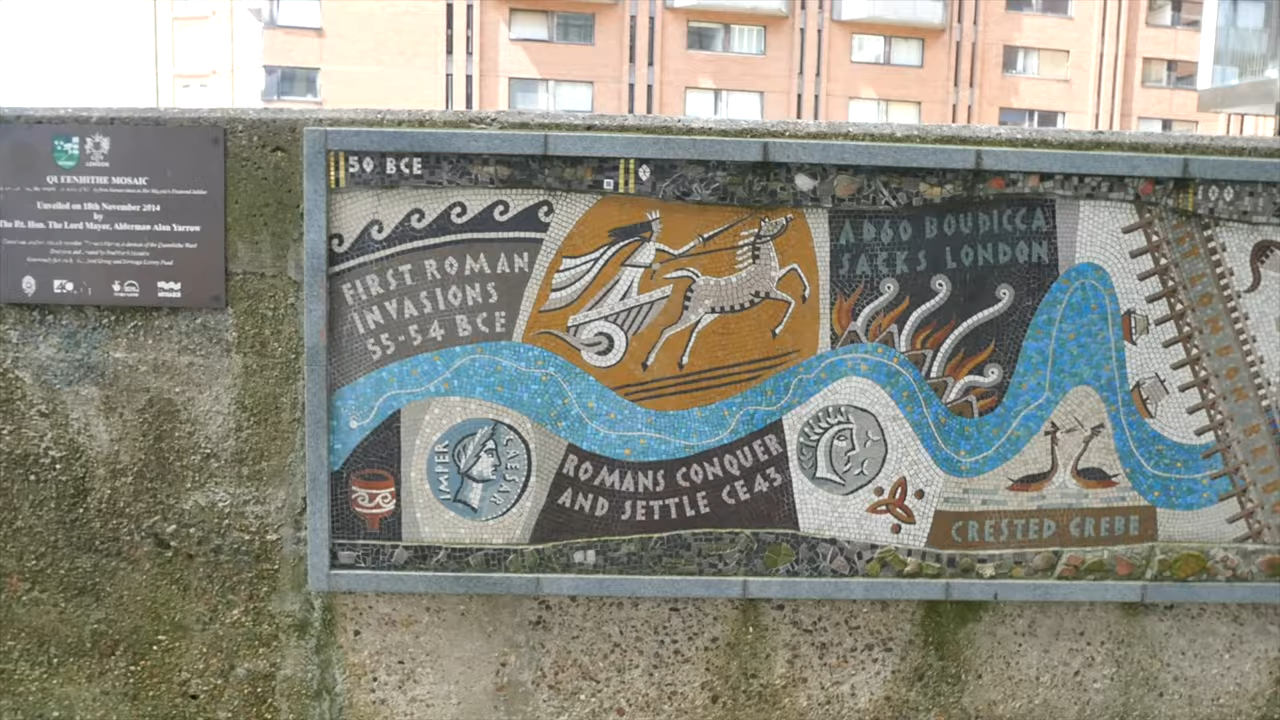 QUEENHITHE MOSAIC
Unveiled on 18th November 2014
by
The Rt. Hon. The Lord Mayor, Alderman Alan Yarrow
50 BCE
FIRST ROMAN
INVASIONS
55-54 BCE
AD60 BOUDICCA
SACKS LONDON
IMPER CAESAR
ROMANS CONQUER
AND SETTLE CE43
CRESTED GREBE
LONDON